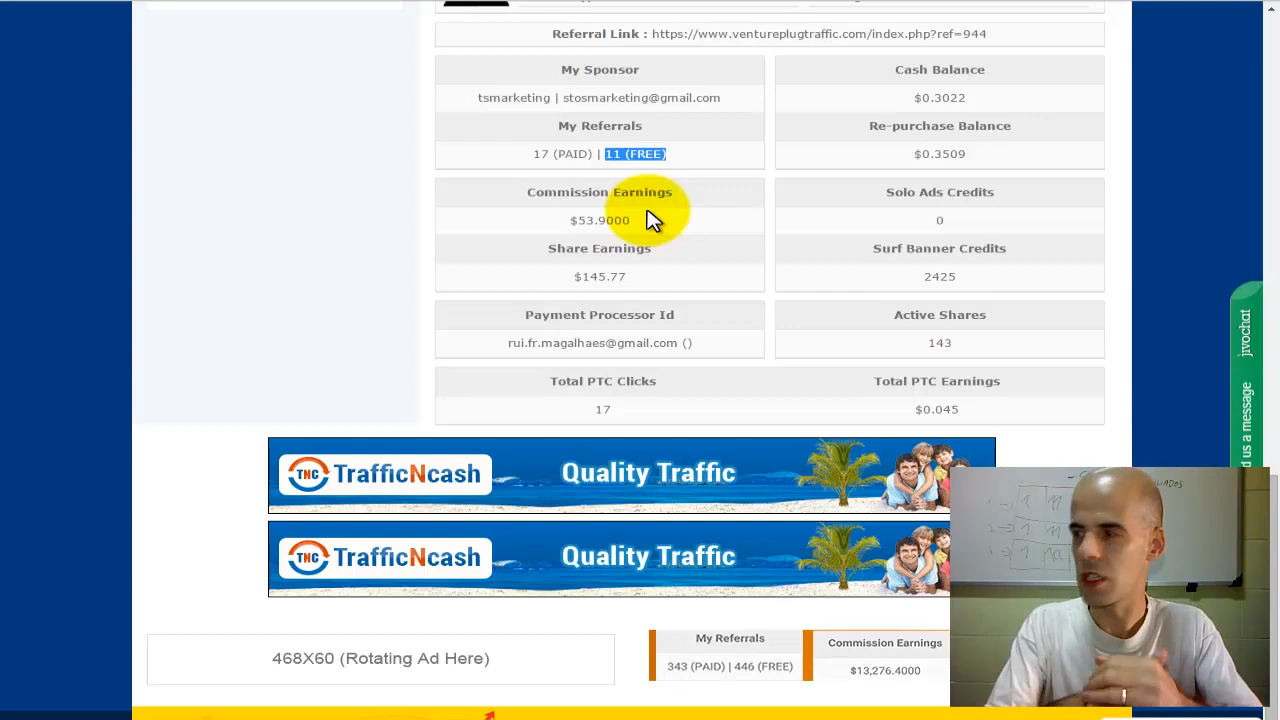 Referral Link : https://www.ventureplugtraffic.com/index.php?ref=944
My Sponsor
tsmarketing | stosmarketing@gmail.com
My Referrals
17 (PAID) | 11 (FREE)
Cash Balance
$0.3022
Re-purchase Balance
$0.3509
Commission Earnings
$53.9000
Share Earnings
$145.77
Solo Ads Credits
0
Surf Banner Credits
2425
Payment Processor Id
rui.fr.magalhaes@gmail.com ()
Active Shares
143
Total PTC Clicks
17
Total PTC Earnings
$0.045
TNC TrafficNcash Quality Traffic
TNC TrafficNcash Quality Traffic
468X60 (Rotating Ad Here)
My Referrals
343 (PAID) | 446 (FREE)
Commission Earnings
$13,276.4000
jivochat
us a message